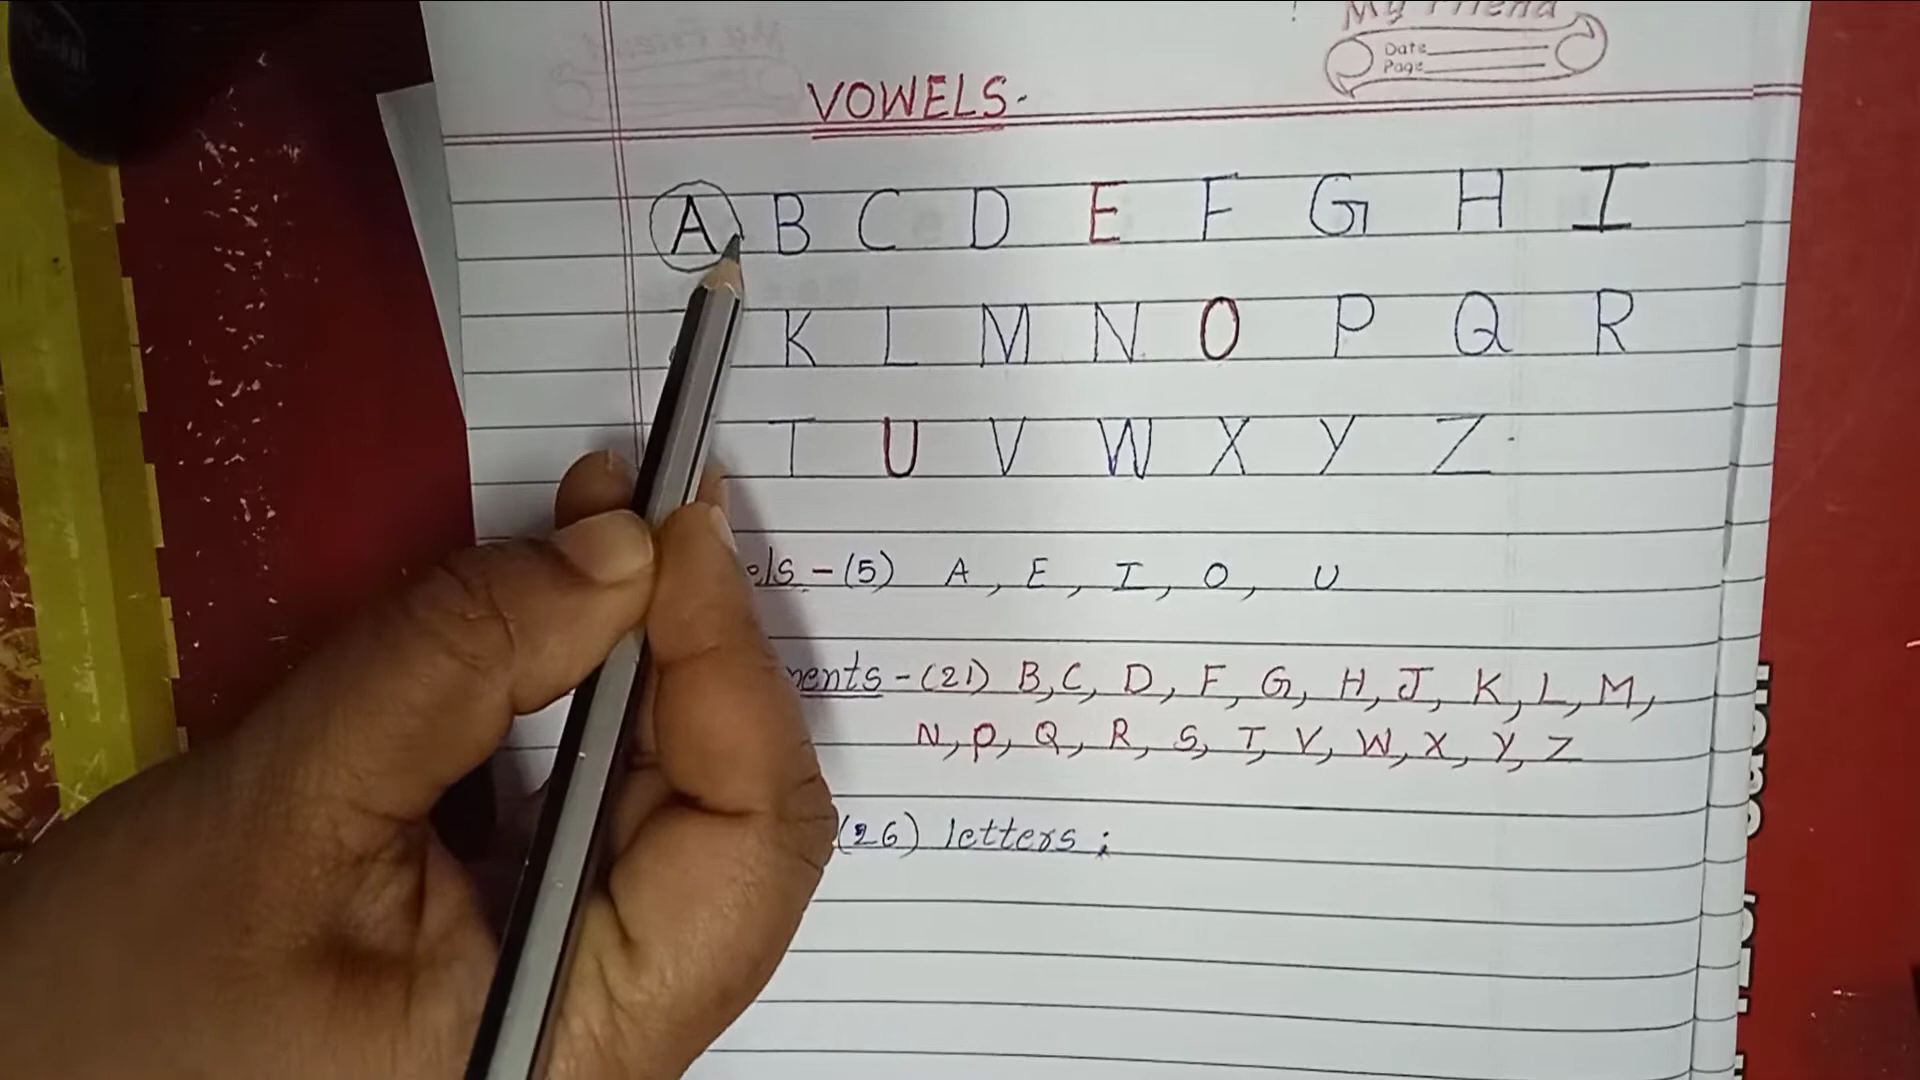 My Friend
Date
Page
VOWELS.
A B C D E F G H I
K L M N O P Q R
T U V W X Y Z
- (5) A, E, I, O, U
- (21) B, C, D, F, G, H, J, K, L, M,
N, P, Q, R, S, T, V, W, X, Y, Z
(26) letters ;